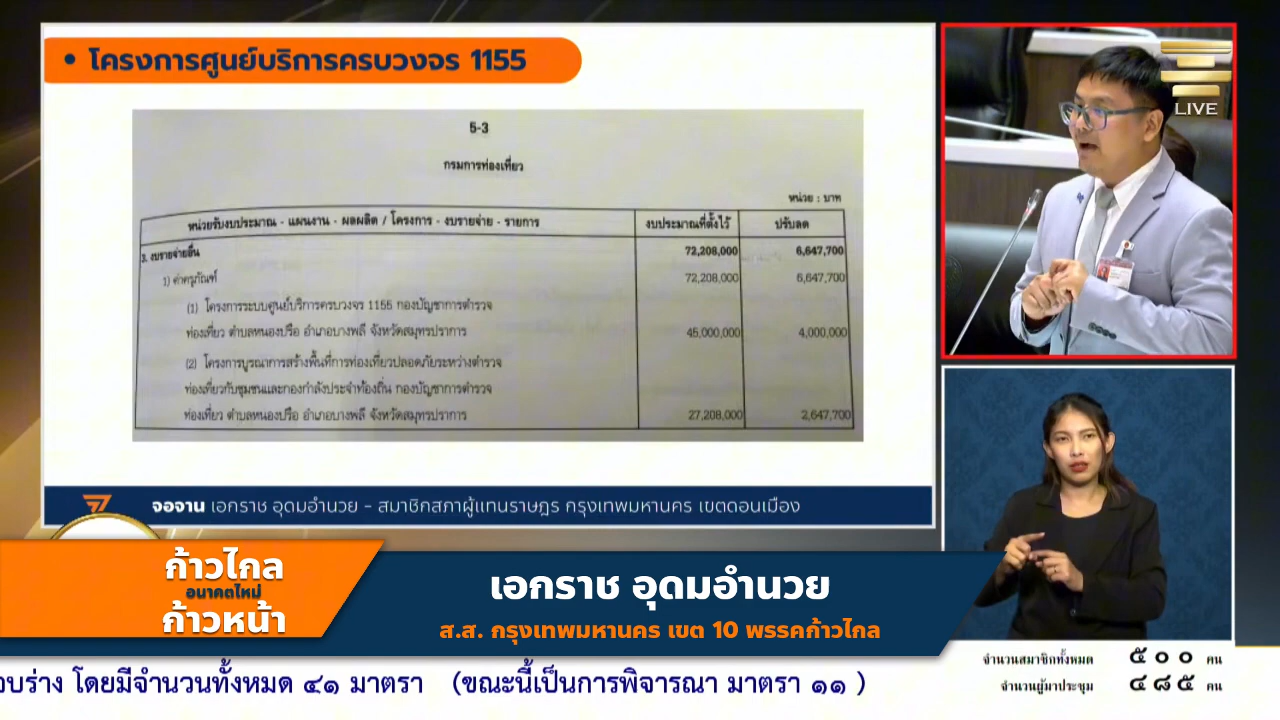 • โครงการศูนย์บริการครบวงจร 1155
5-3
กรมการท่องเที่ยว
หน่วย : บาท
หน่วยรับงบประมาณ - แผนงาน - ผลผลิต / โครงการ - งบรายจ่าย - รายการ งบประมาณที่ตั้งไว้ ปรับลด
3. งบรายจ่ายอื่น 72,208,000 6,647,700
1) ค่าครุภัณฑ์ 72,208,000 6,647,700
(1) โครงการระบบศูนย์บริการครบวงจร 1155 กองบัญชาการตำรวจ
ท่องเที่ยว ตำบลหนองปรือ อำเภอบางพลี จังหวัดสมุทรปราการ 45,000,000 4,000,000
(2) โครงการบูรณาการสร้างพื้นที่การท่องเที่ยวปลอดภัยระหว่างตำรวจ
ท่องเที่ยวกับชุมชนและกองกำลังประจำท้องถิ่น กองบัญชาการตำรวจ
ท่องเที่ยว ตำบลหนองปรือ อำเภอบางพลี จังหวัดสมุทรปราการ 27,208,000 2,647,700
จอจาน เอกราช อุดมอำนวย - สมาชิกสภาผู้แทนราษฎร กรุงเทพมหานคร เขตดอนเมือง
LIVE
ก้าวไกล
อนาคตใหม่
ก้าวหน้า
เอกราช อุดมอำนวย
ส.ส. กรุงเทพมหานคร เขต 10 พรรคก้าวไกล
อบร่าง โดยมีจำนวนทั้งหมด ๔๑ มาตรา (ขณะนี้เป็นการพิจารณา มาตรา ๑๑ )
จำนวนสมาชิกทั้งหมด ๕๐๐ คน
จำนวนผู้มาประชุม ๔๘๕ คน